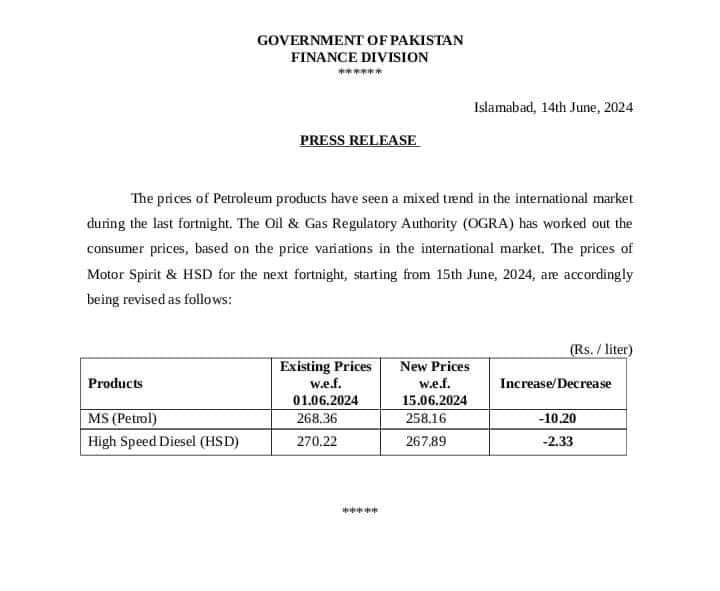 GOVERNMENT OF PAKISTAN
FINANCE DIVISION
******
Islamabad, 14th June, 2024
PRESS RELEASE
The prices of Petroleum products have seen a mixed trend in the international market
during the last fortnight. The Oil & Gas Regulatory Authority (OGRA) has worked out the
consumer prices, based on the price variations in the international market. The prices of
Motor Spirit & HSD for the next fortnight, starting from 15th June, 2024, are accordingly
being revised as follows:
(Rs. / liter)
Products
Existing Prices
w.e.f.
01.06.2024
New Prices
w.e.f.
15.06.2024
Increase/Decrease
MS (Petrol) 268.36 258.16 -10.20
High Speed Diesel (HSD) 270.22 267.89 -2.33
*****